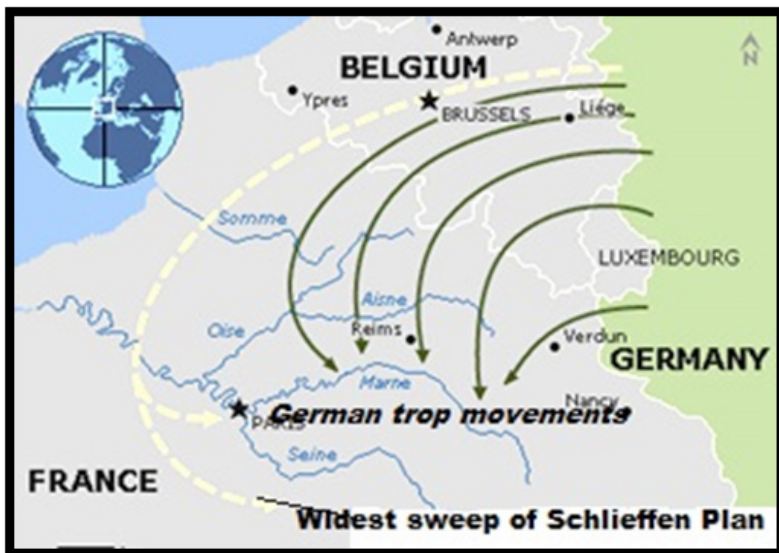 Antwerp
N
BELGIUM
Ypres
BRUSSELS
Liége
Somme
LUXEMBOURG
Aisne
Oise
Reims
Verdun
GERMANY
Marne
Nancy
German trop movements
PARIS
Seine
FRANCE
Widest sweep of Schlieffen Plan